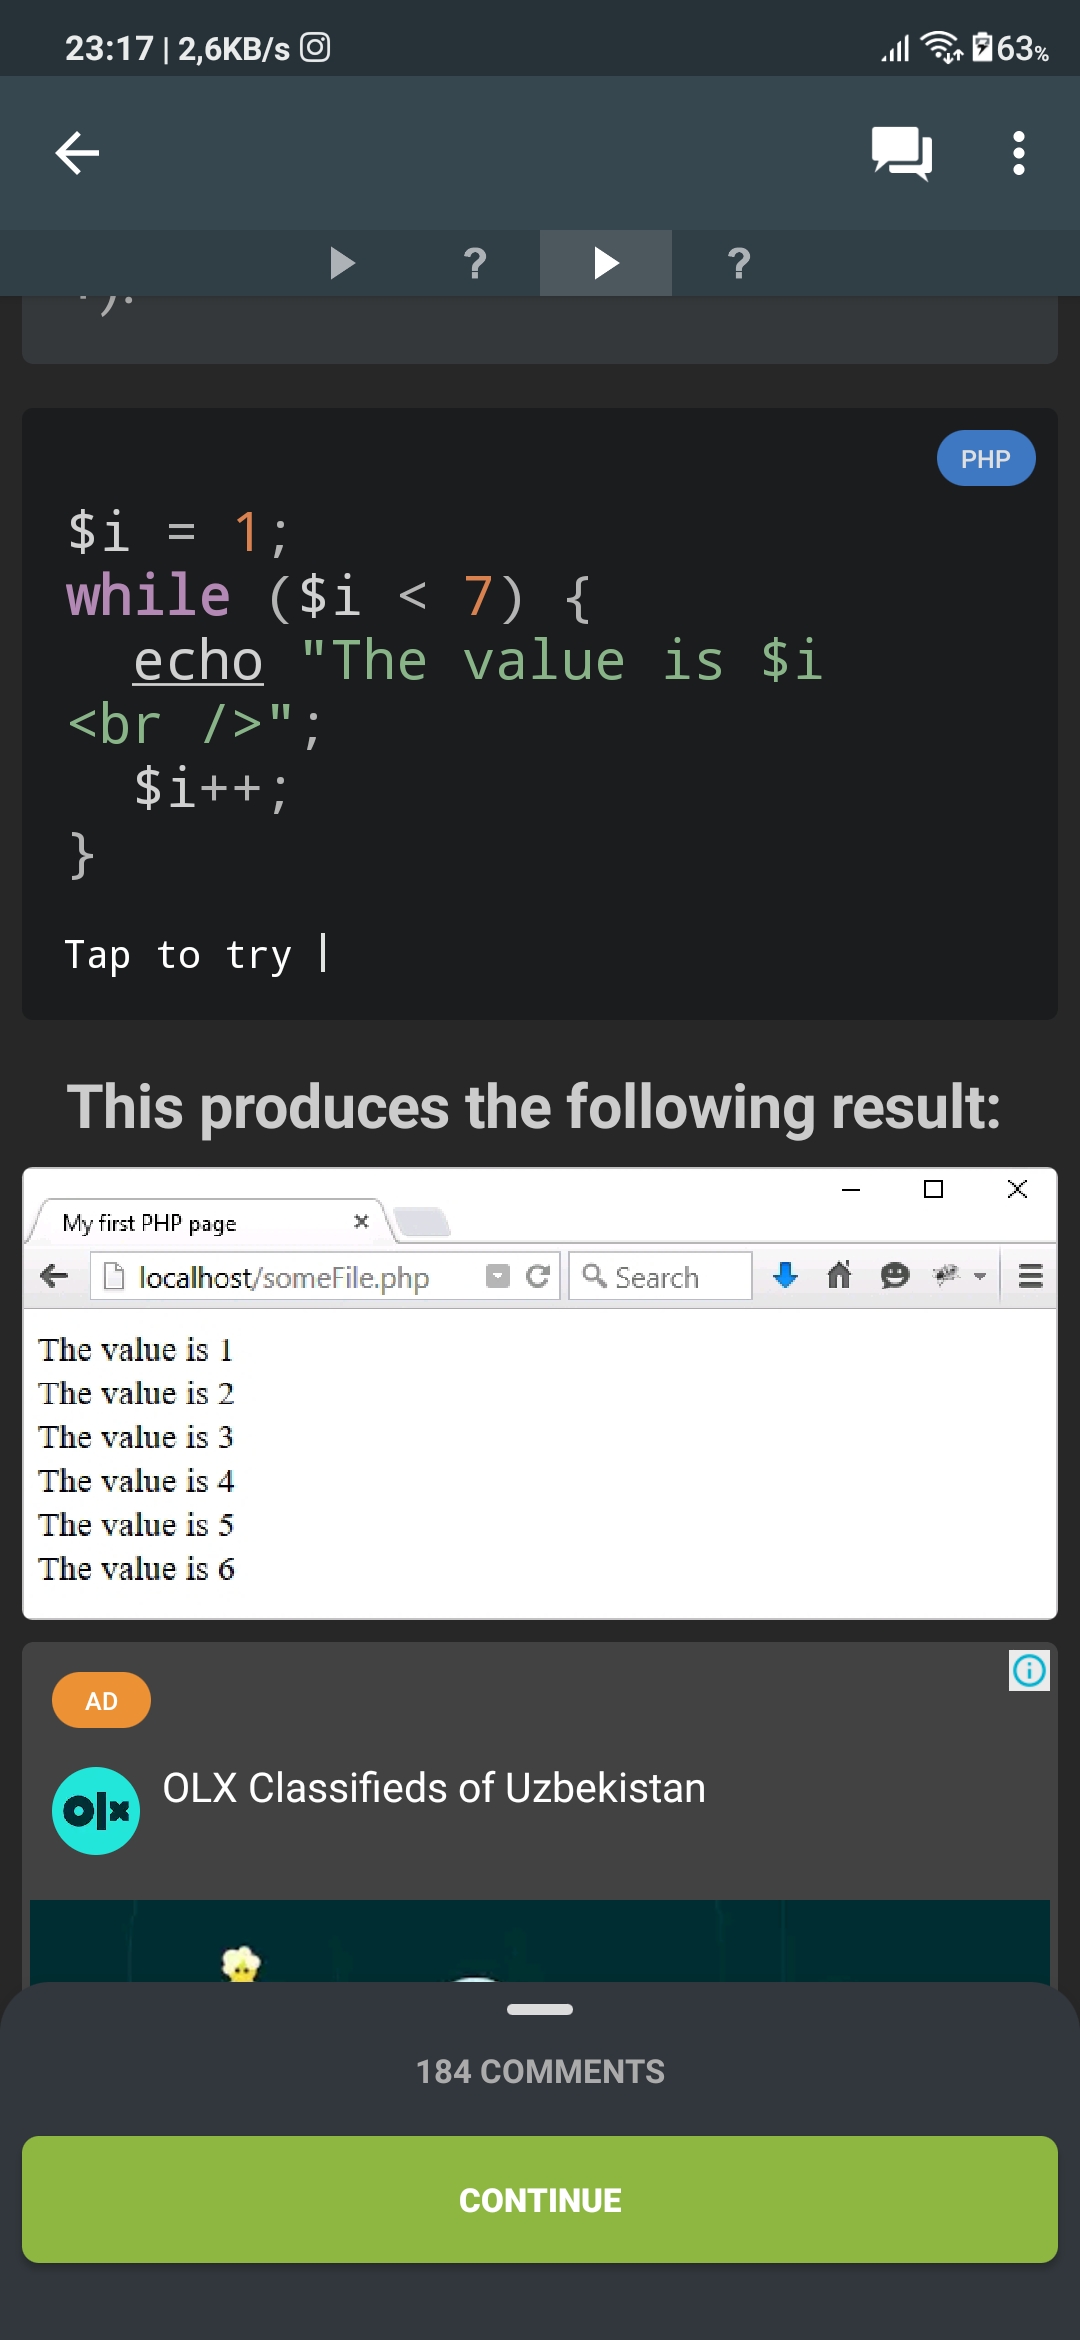 23:17 | 2,6KB/s
63%
?
?
PHP
$i = 1;
while ($i < 7) {
echo "The value is $i
<br />";
$i++;
}
Tap to try |
This produces the following result:
My first PHP page
localhost/someFile.php
Search
The value is 1
The value is 2
The value is 3
The value is 4
The value is 5
The value is 6
AD
olx
OLX Classifieds of Uzbekistan
184 COMMENTS
CONTINUE